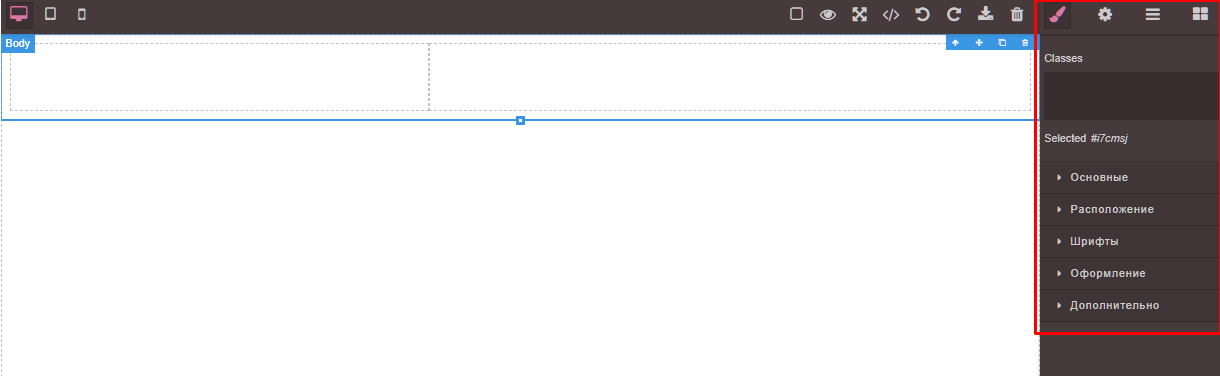 Body
Classes
Selected #i7cmsj
Основные
Расположение
Шрифты
Оформление
Дополнительно